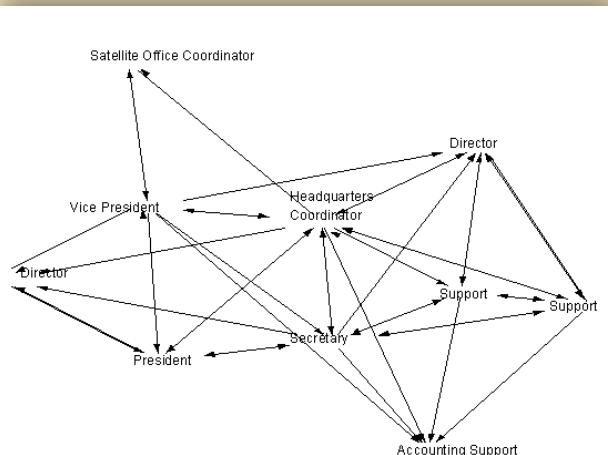 Satellite Office Coordinator
Director
Headquarters
Vice President
Coordinator
Director
Support
Support
Secretary
President
Accounting Support